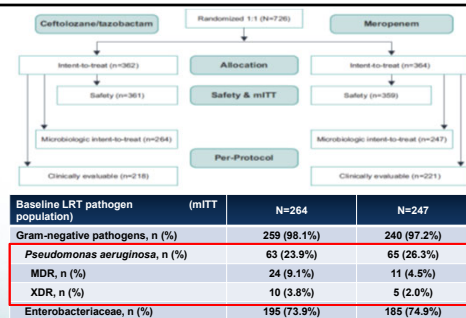 Ceftolozane/tazobactam
Randomized 1:1 (N=726)
Meropenem
Intent-to-treat (n=362)
Allocation
Intent-to-treat (n=364)
Safety (n=361)
Safety & mITT
Safety (n=359)
Microbiologic intent-to-treat (n=264)
Microbiologic intent-to-treat (n=247)
Per-Protocol
Clinically evaluable (n=218)
Clinically evaluable (n=221)
Baseline LRT pathogen (mITT population) N=264 N=247
Gram-negative pathogens, n (%) 259 (98.1%) 240 (97.2%)
Pseudomonas aeruginosa, n (%) 63 (23.9%) 65 (26.3%)
MDR, n (%) 24 (9.1%) 11 (4.5%)
XDR, n (%) 10 (3.8%) 5 (2.0%)
Enterobacteriaceae, n (%) 195 (73.9%) 185 (74.9%)